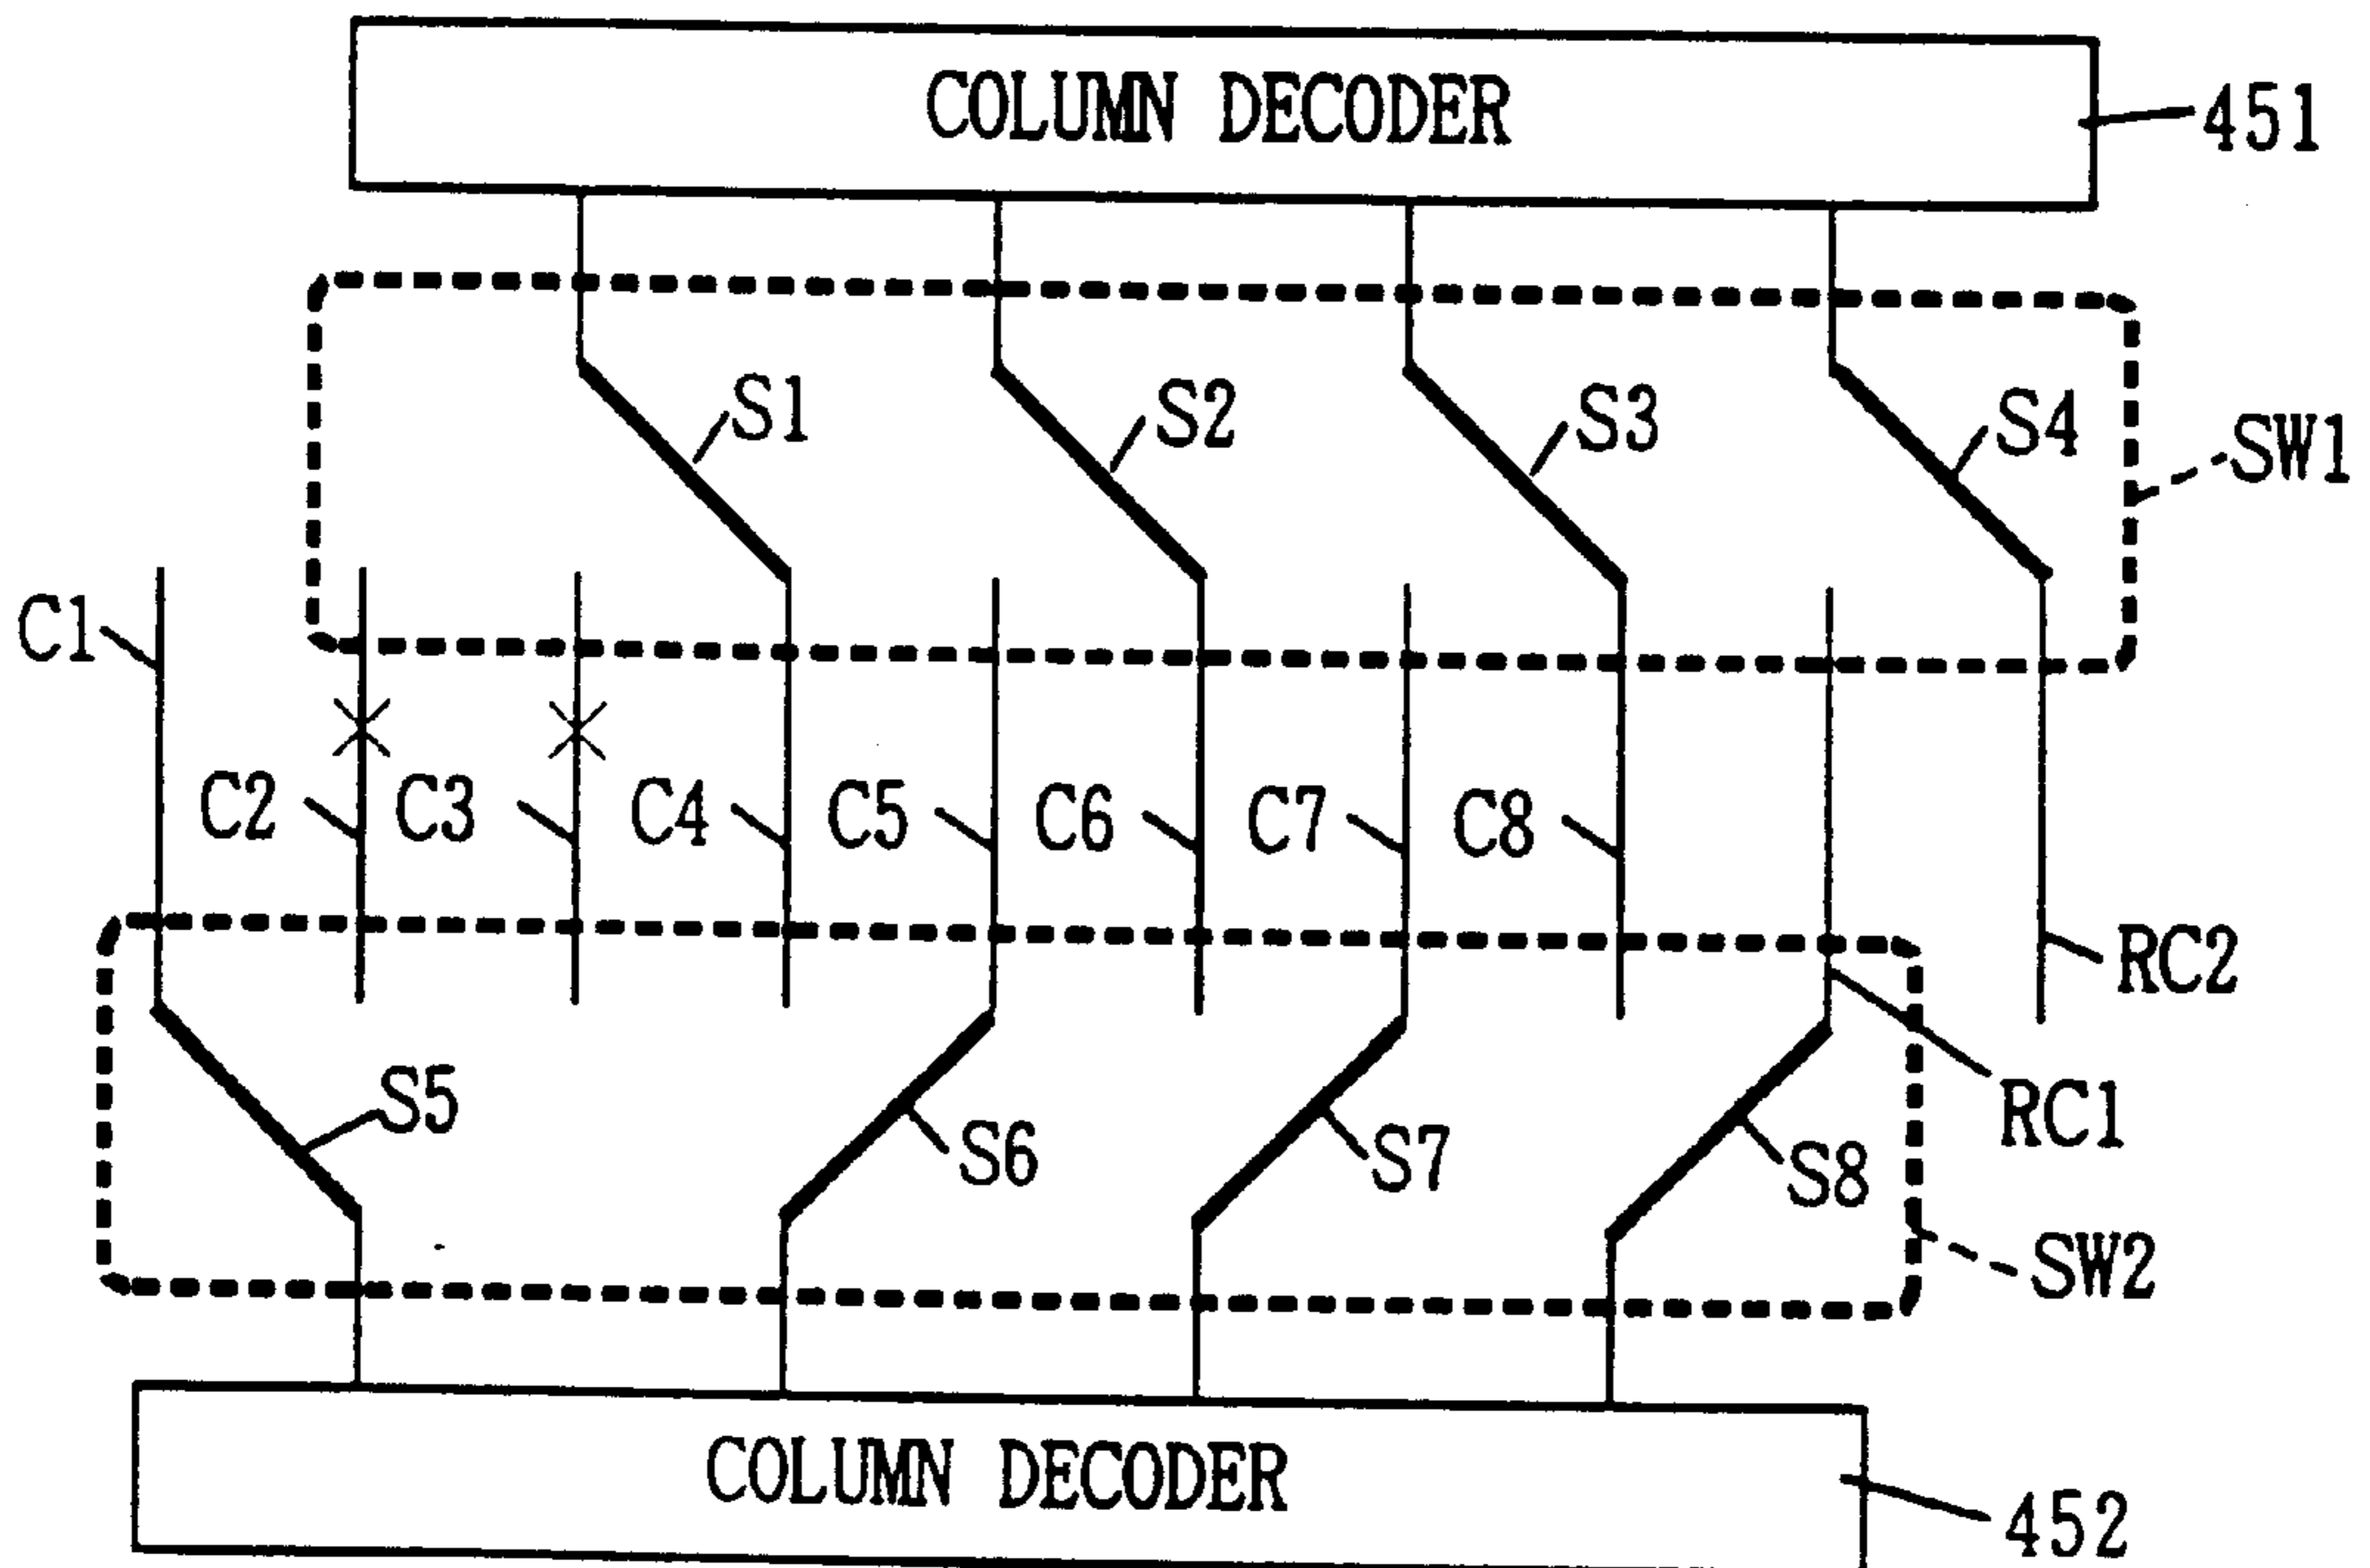 COLUMN DECODER
451
S1
S2
S3
S4
SW1
C1
C2
C3
C4
C5
C6
C7
C8
RC2
S5
S6
S7
S8
RC1
SW2
COLUMN DECODER
452